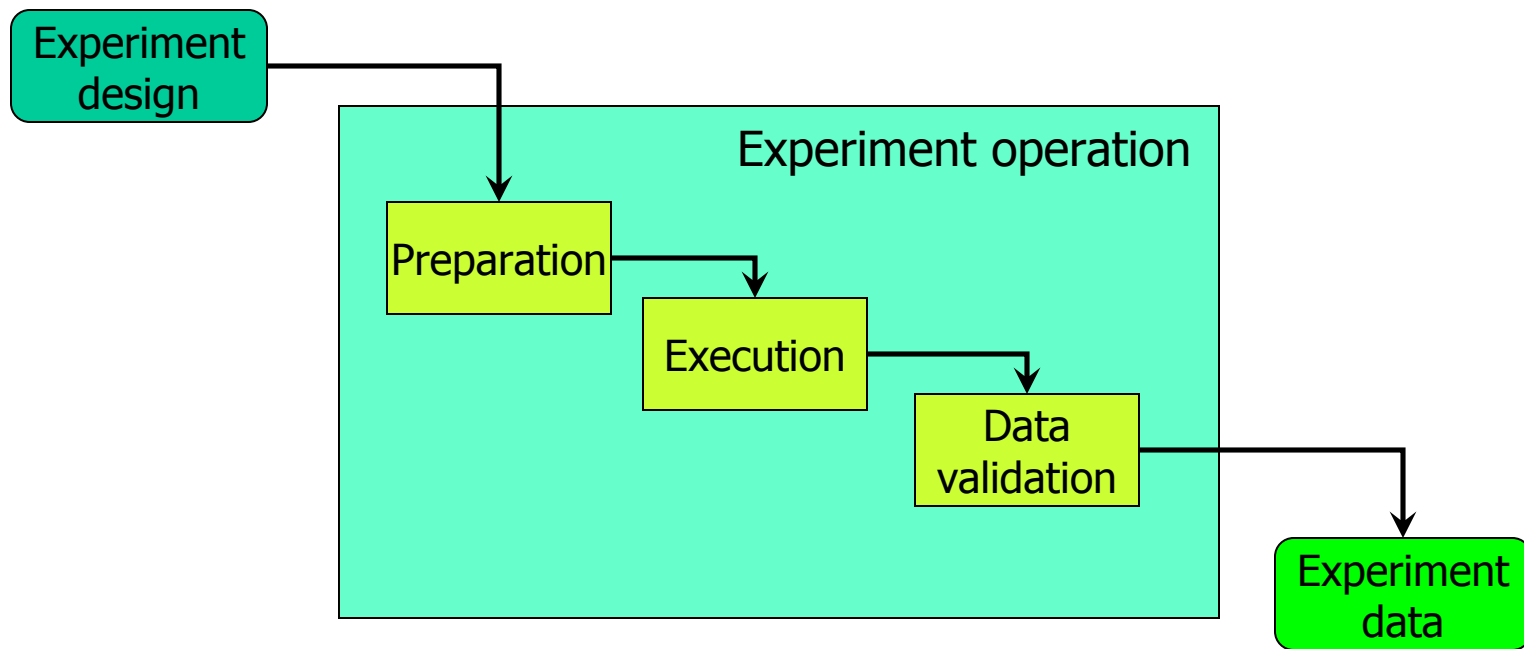 Experiment
design
Experiment operation
Preparation
Execution
Data
validation
Experiment
data